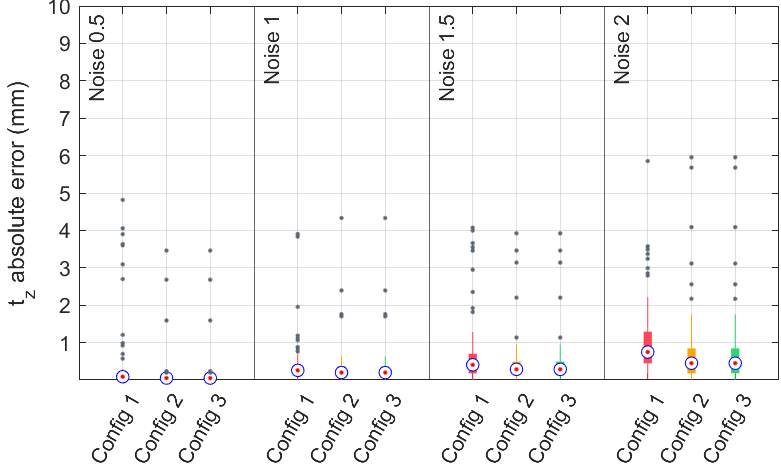 10
9
8
7
6
5
4
3
2
1
t_z absolute error (mm)
Noise 0.5
Noise 1
Noise 1.5
Noise 2
Config 1
Config 2
Config 3
Config 1
Config 2
Config 3
Config 1
Config 2
Config 3
Config 1
Config 2
Config 3